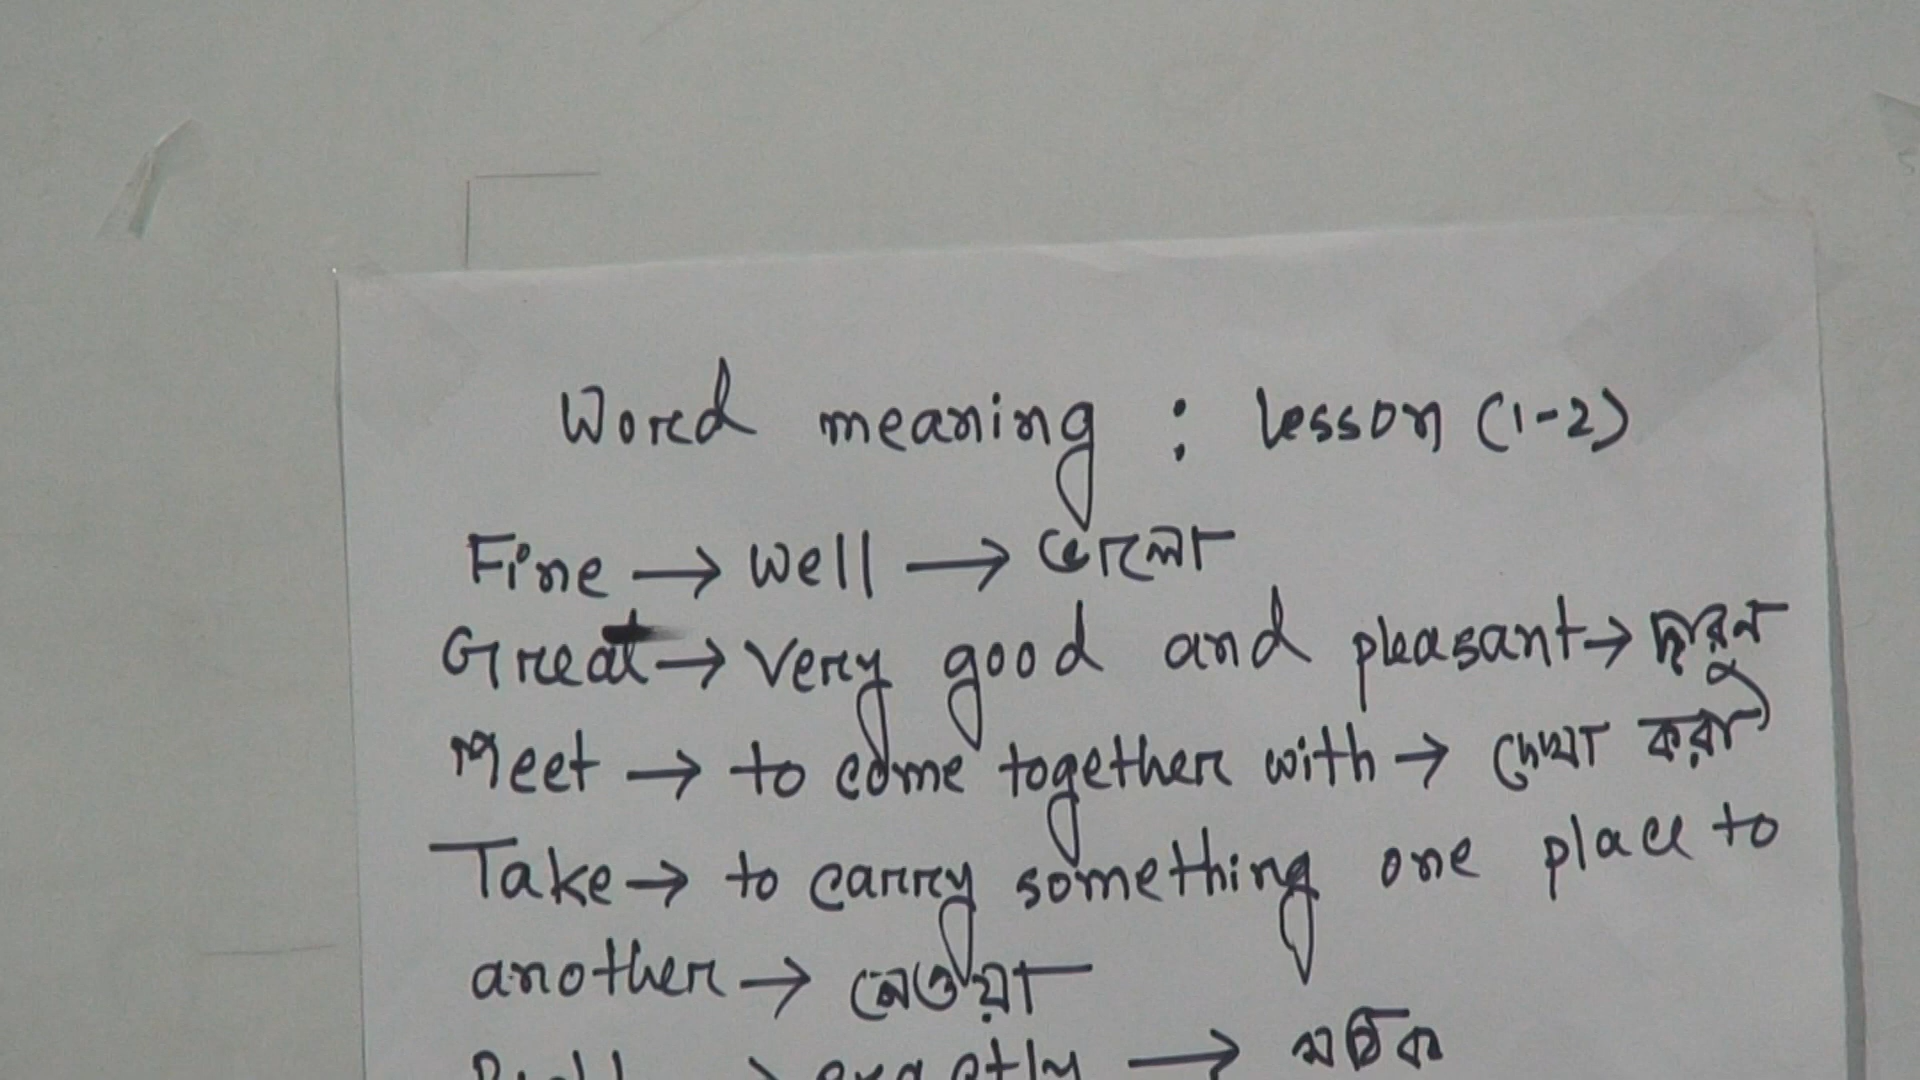 Word meaning : Lesson (1-2)
Fine → well → ভালো
Great → very good and pleasant → দারুন
Meet → to come together with → দেখা করা
Take → to carry something one place to
another → নেওয়া
→ exactly → সঠিক